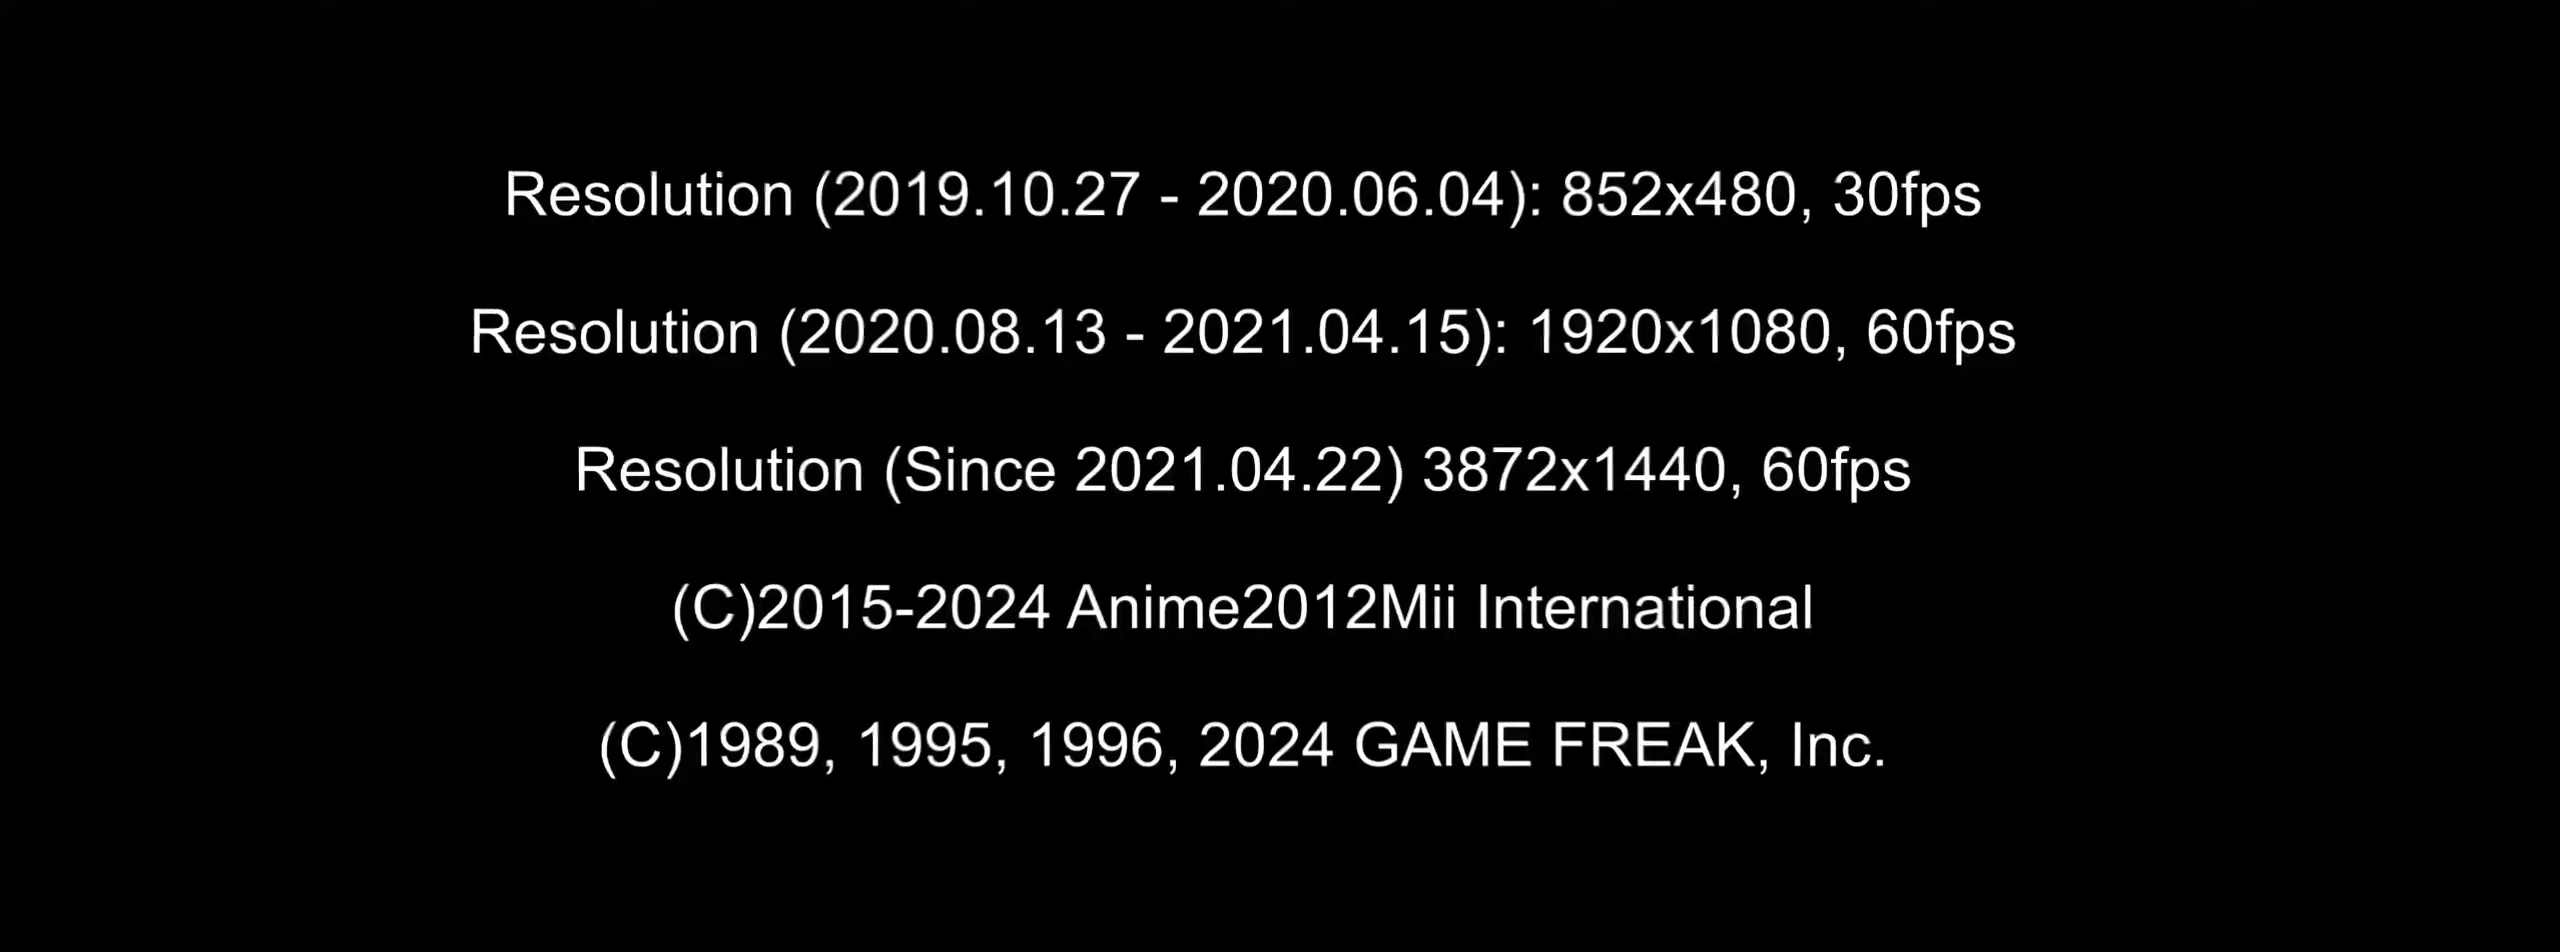 Resolution (2019.10.27 - 2020.06.04): 852x480, 30fps
Resolution (2020.08.13 - 2021.04.15): 1920x1080, 60fps
Resolution (Since 2021.04.22) 3872x1440, 60fps
(C)2015-2024 Anime2012Mii International
(C)1989, 1995, 1996, 2024 GAME FREAK, Inc.